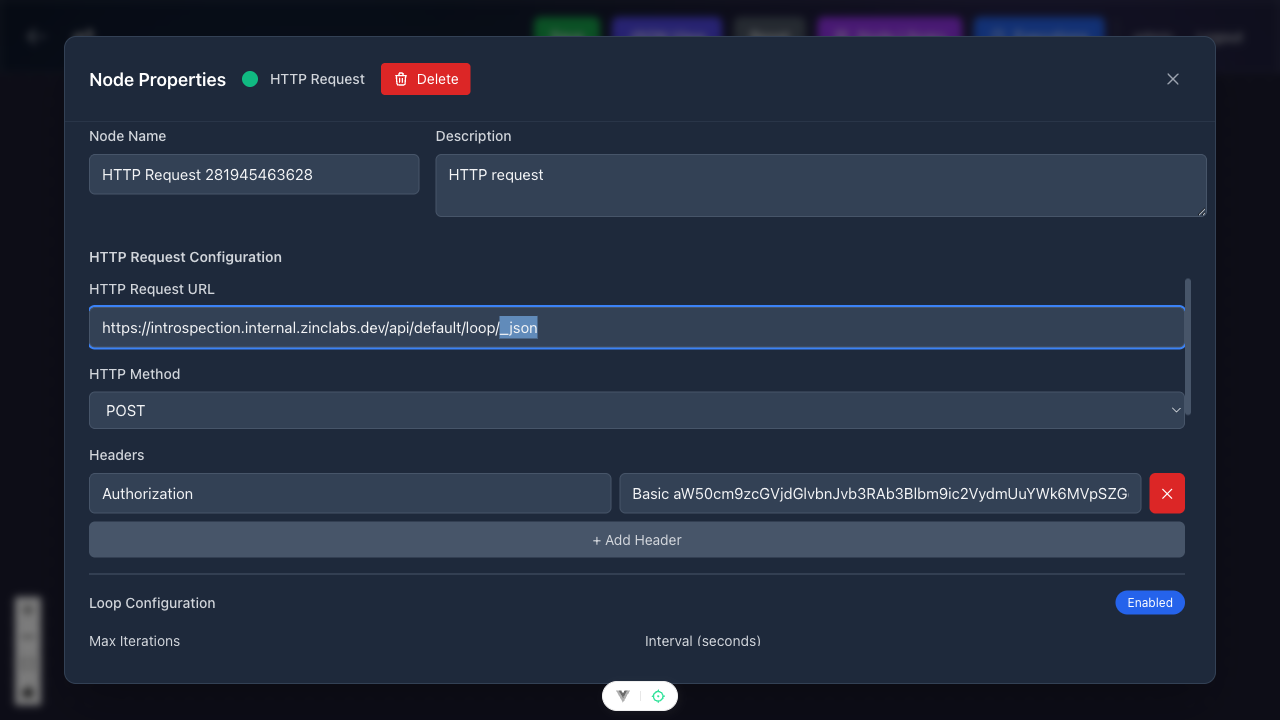 Node Properties HTTP Request Delete
Node Name Description
HTTP Request 281945463628 HTTP request
HTTP Request Configuration
HTTP Request URL
https://introspection.internal.zinclabs.dev/api/default/loop/_json
HTTP Method
POST
Headers
Authorization Basic aW50cm9zcGVjdGlvbnJvb3RAb3Blbm9ic2VydmUuYWk6MVpSZG
+ Add Header
Loop Configuration Enabled
Max Iterations Interval (seconds)